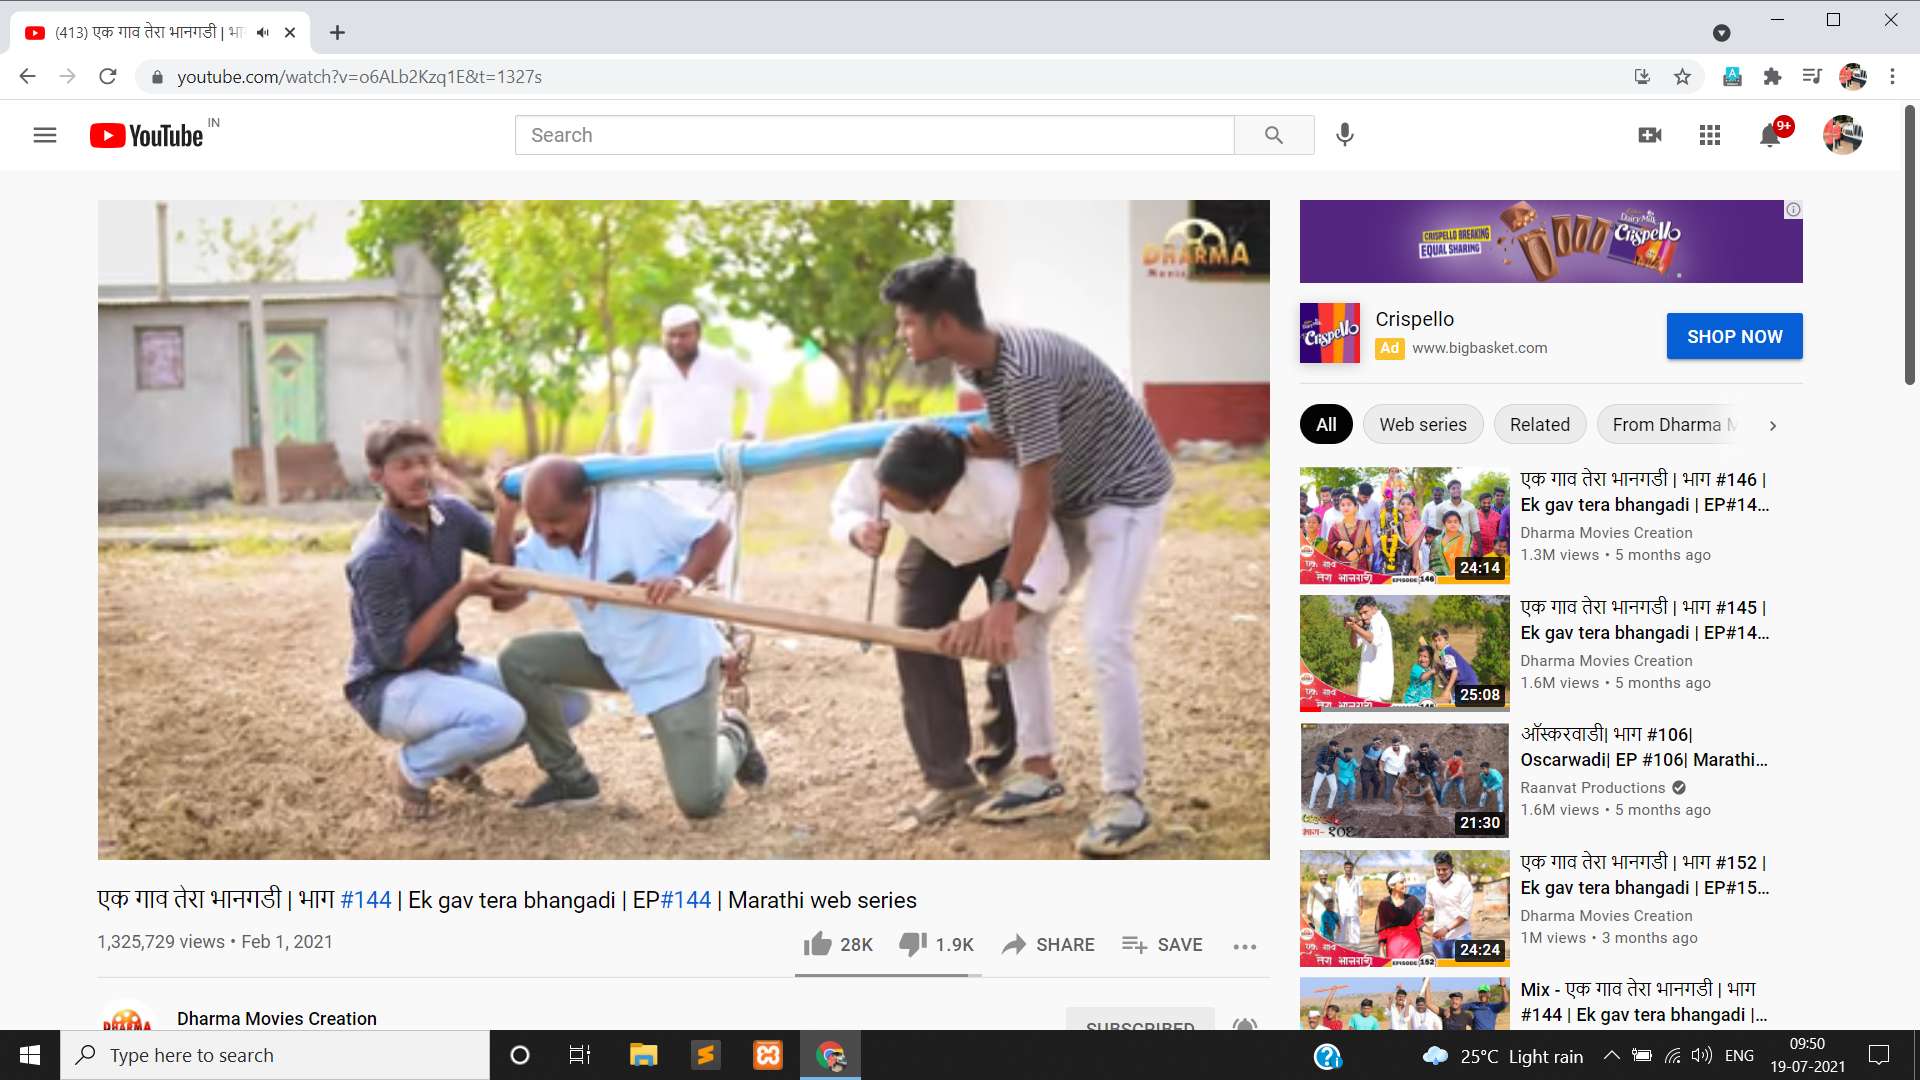 (413) एक गाव तेरा भानगडी | भाग
youtube.com/watch?v=o6ALb2Kzq1E&t=1327s
YouTube IN
Search
9+
DHARMA
CRISPELLO BREAKING
EQUAL SHARING
Dairy Milk
Crispello
Crispello
Crispello
Ad www.bigbasket.com
SHOP NOW
All
Web series
Related
From Dharma M
एक गाव तेरा भानगडी | भाग #146 |
Ek gav tera bhangadi | EP#14...
Dharma Movies Creation
1.3M views • 5 months ago
EPISODE 146
24:14
एक गाव तेरा भानगडी | भाग #145 |
Ek gav tera bhangadi | EP#14...
Dharma Movies Creation
1.6M views • 5 months ago
25:08
ऑस्करवाडी| भाग #106|
Oscarwadi| EP #106| Marathi...
Raanvat Productions
1.6M views • 5 months ago
भाग- १०६
21:30
एक गाव तेरा भानगडी | भाग #152 |
Ek gav tera bhangadi | EP#15...
Dharma Movies Creation
1M views • 3 months ago
EPISODE 152
24:24
Mix - एक गाव तेरा भानगडी | भाग
#144 | Ek gav tera bhangadi |...
एक गाव तेरा भानगडी | भाग #144 | Ek gav tera bhangadi | EP#144 | Marathi web series
1,325,729 views • Feb 1, 2021
28K
1.9K
SHARE
SAVE
DHARMA
Dharma Movies Creation
SUBSCRIBED
Type here to search
25°C Light rain
ENG
09:50
19-07-2021